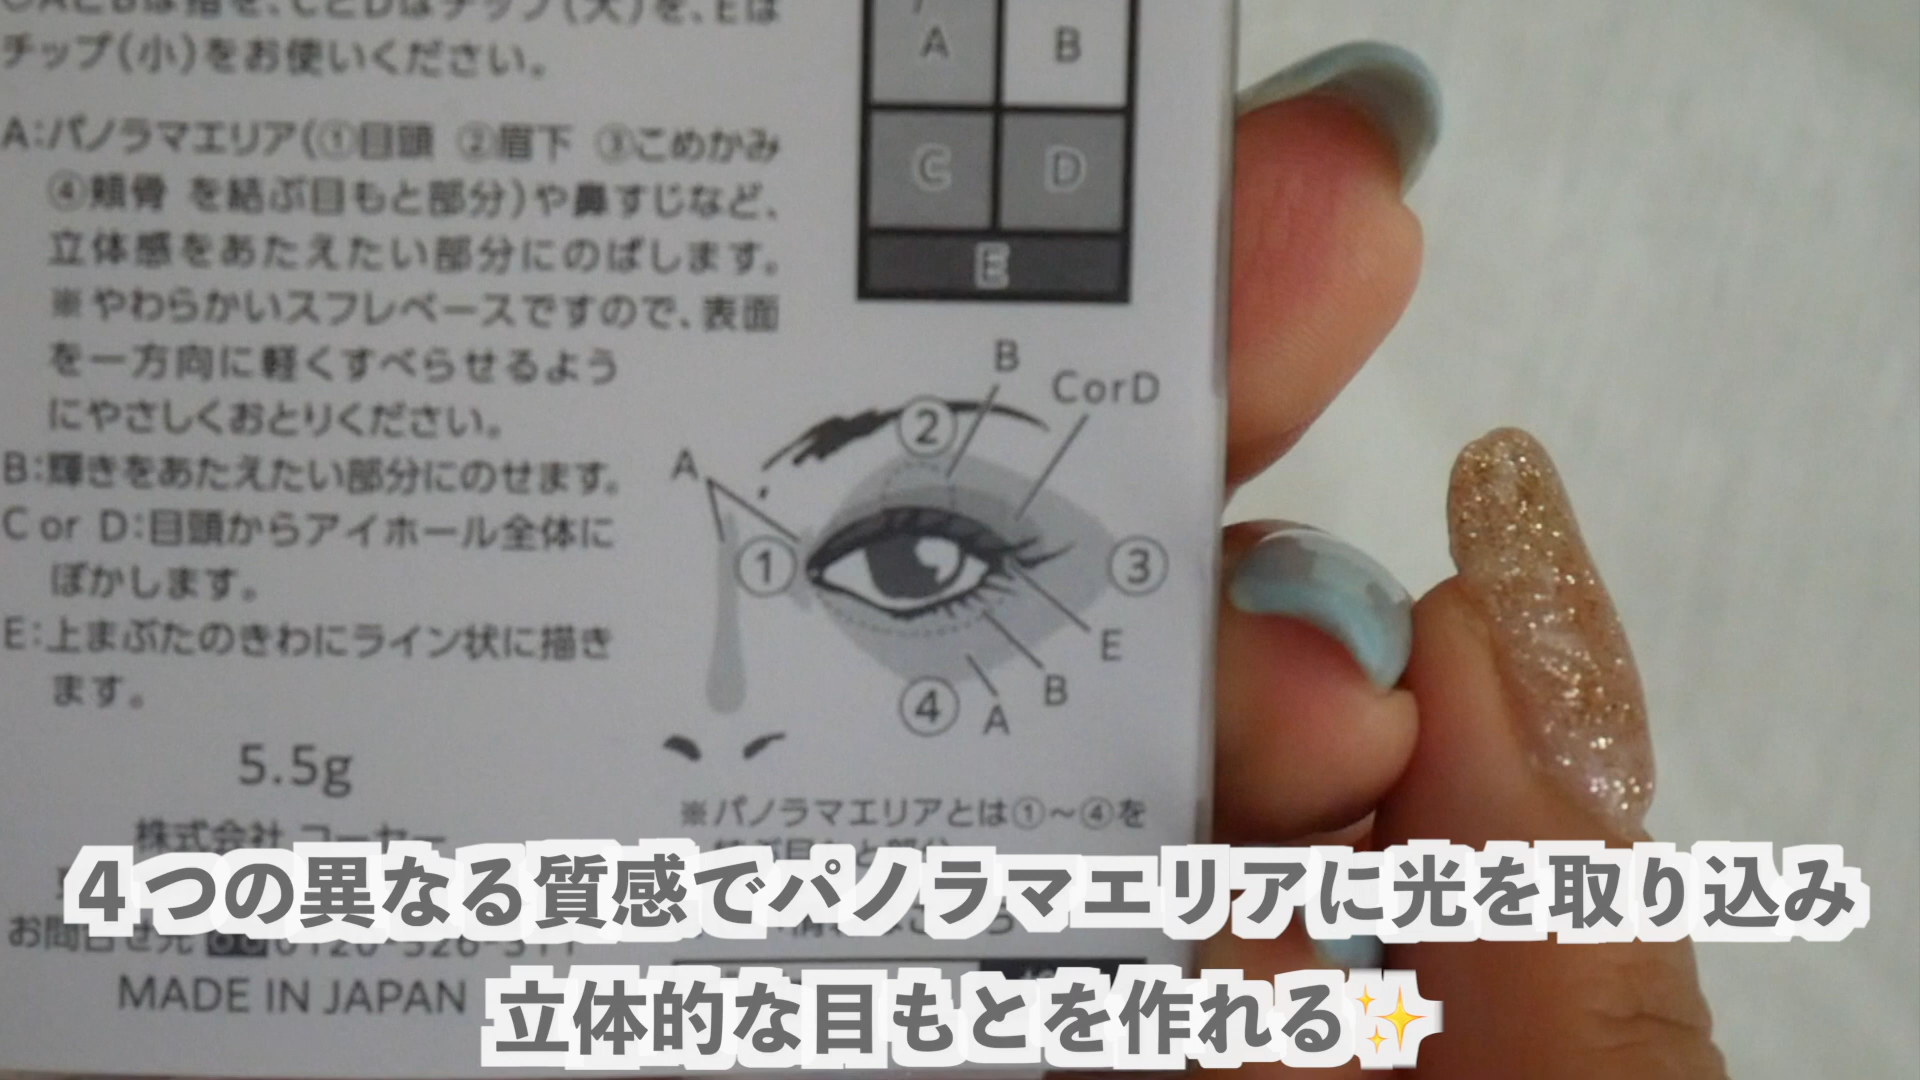 ○AとBは指を、CとDはチップ(大)を、Eは
チップ(小)をお使いください。
A:パノラマエリア(①目頭 ②眉下 ③こめかみ
④頬骨 を結ぶ目もと部分)や鼻すじなど、
立体感をあたえたい部分にのばします。
※やわらかいスフレベースですので、表面
を一方向に軽くすべらせるよう
にやさしくおとりください。
B:輝きをあたえたい部分にのせます。
C or D:目頭からアイホール全体に
ぼかします。
E:上まぶたのきわにライン状に描き
ます。
5.5g
株式会社 コーセー
MADE IN JAPAN
A
B
C
D
E
B
CorD
②
A
①
③
E
B
④
A
※パノラマエリアとは①~④を
4つの異なる質感でパノラマエリアに光を取り込み
立体的な目もとを作れる✨